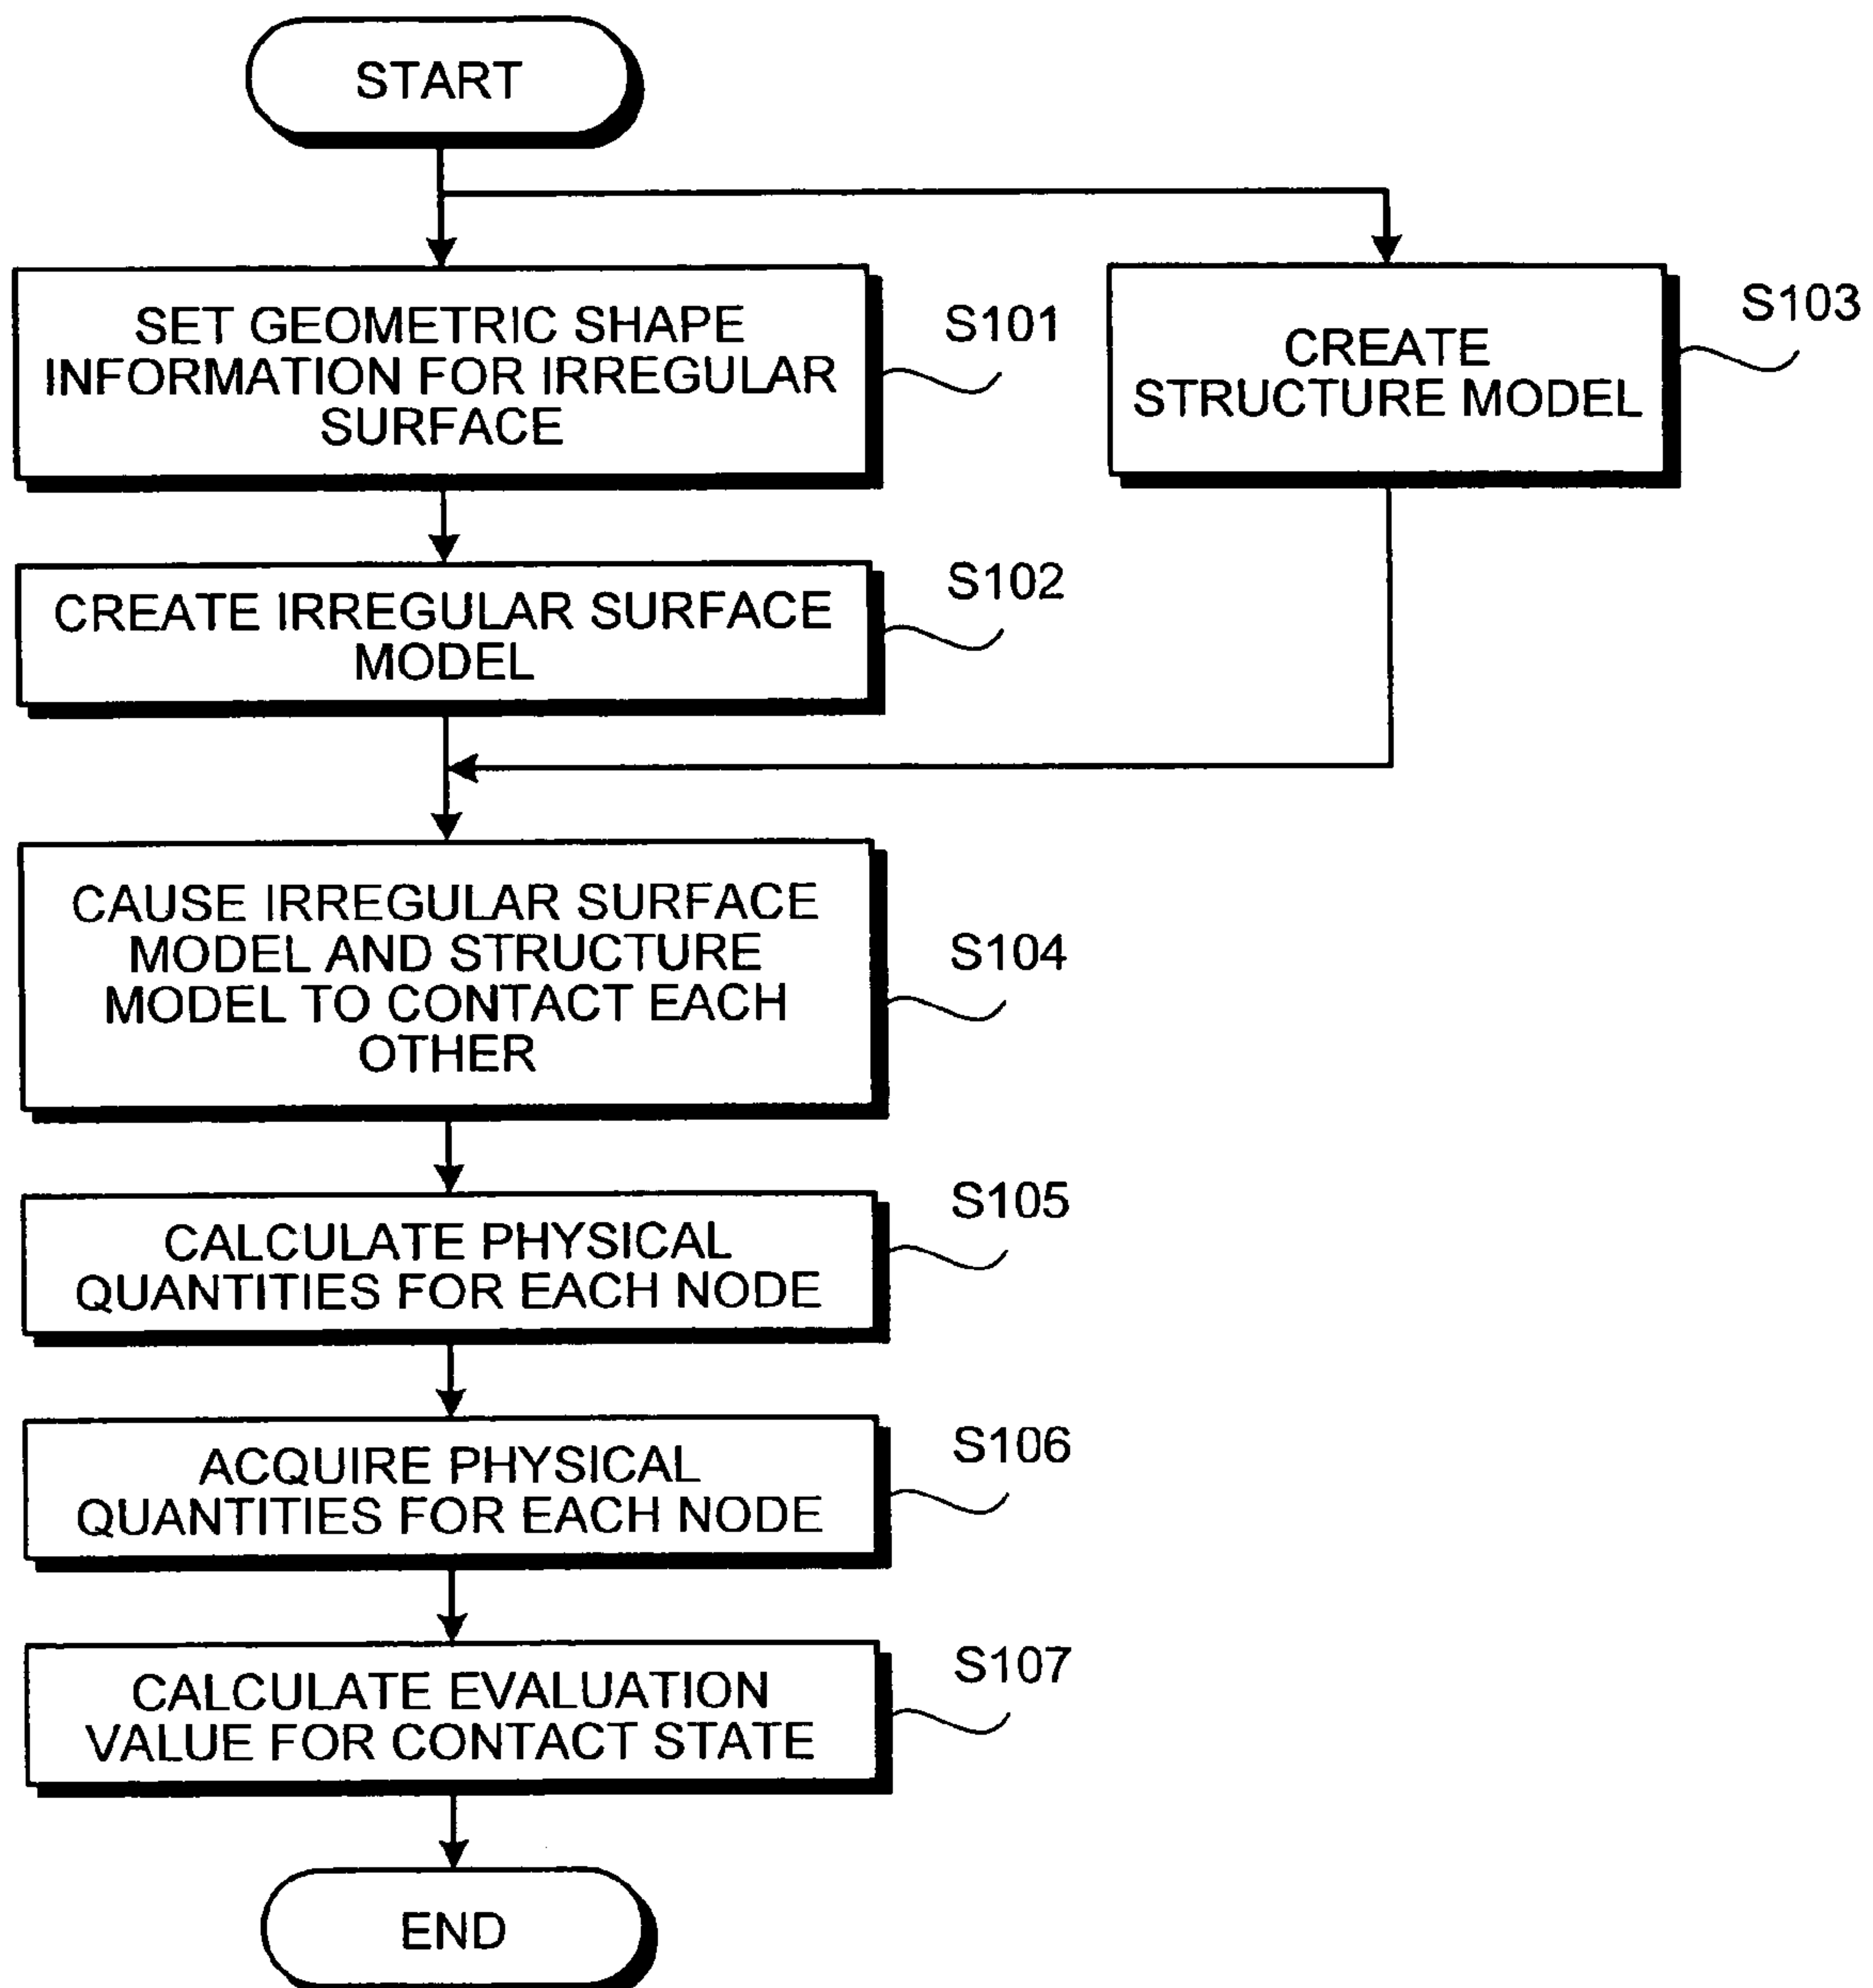 START
SET GEOMETRIC SHAPE
INFORMATION FOR IRREGULAR
SURFACE
S101
CREATE
STRUCTURE MODEL
S103
CREATE IRREGULAR SURFACE
MODEL
S102
CAUSE IRREGULAR SURFACE
MODEL AND STRUCTURE
MODEL TO CONTACT EACH
OTHER
S104
CALCULATE PHYSICAL
QUANTITIES FOR EACH NODE
S105
ACQUIRE PHYSICAL
QUANTITIES FOR EACH NODE
S106
CALCULATE EVALUATION
VALUE FOR CONTACT STATE
S107
END